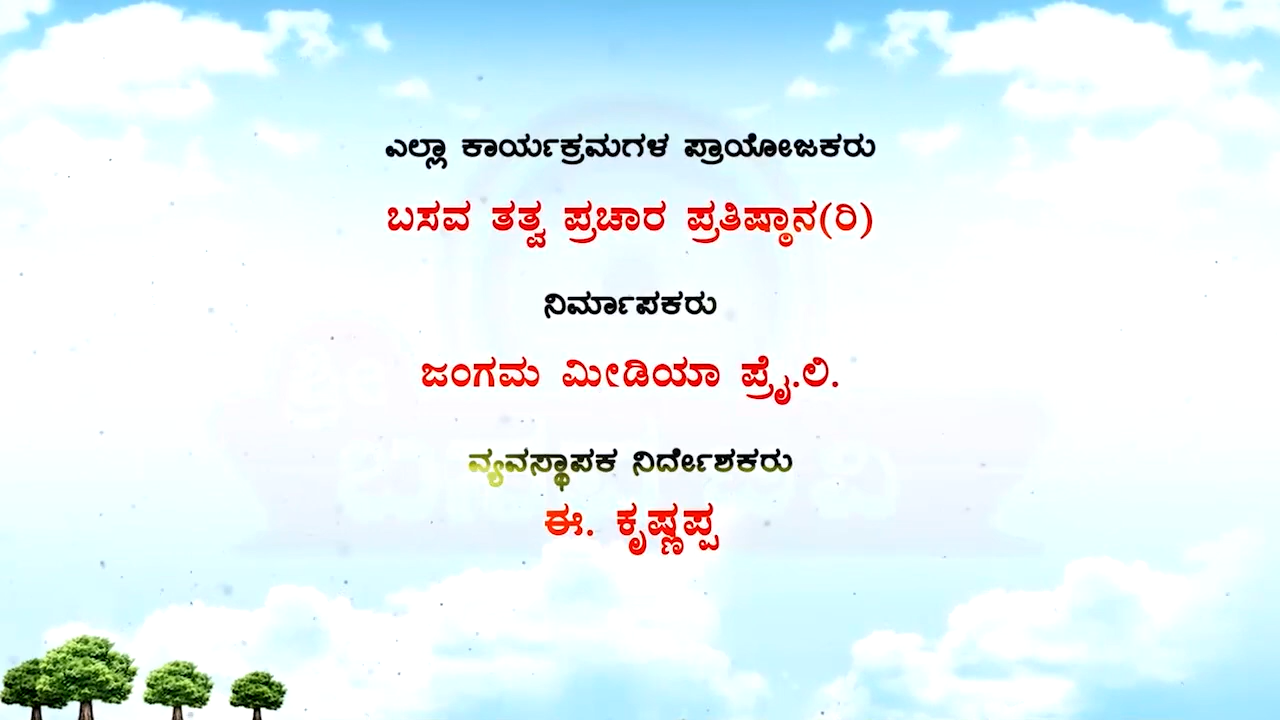 ಎಲ್ಲಾ ಕಾರ್ಯಕ್ರಮಗಳ ಪ್ರಾಯೋಜಕರು
ಬಸವ ತತ್ವ ಪ್ರಚಾರ ಪ್ರತಿಷ್ಠಾನ(ರಿ)
ನಿರ್ಮಾಪಕರು
ಜಂಗಮ ಮೀಡಿಯಾ ಪ್ರೈ.ಲಿ.
ವ್ಯವಸ್ಥಾಪಕ ನಿರ್ದೇಶಕರು
ಈ. ಕೃಷ್ಣಪ್ಪ